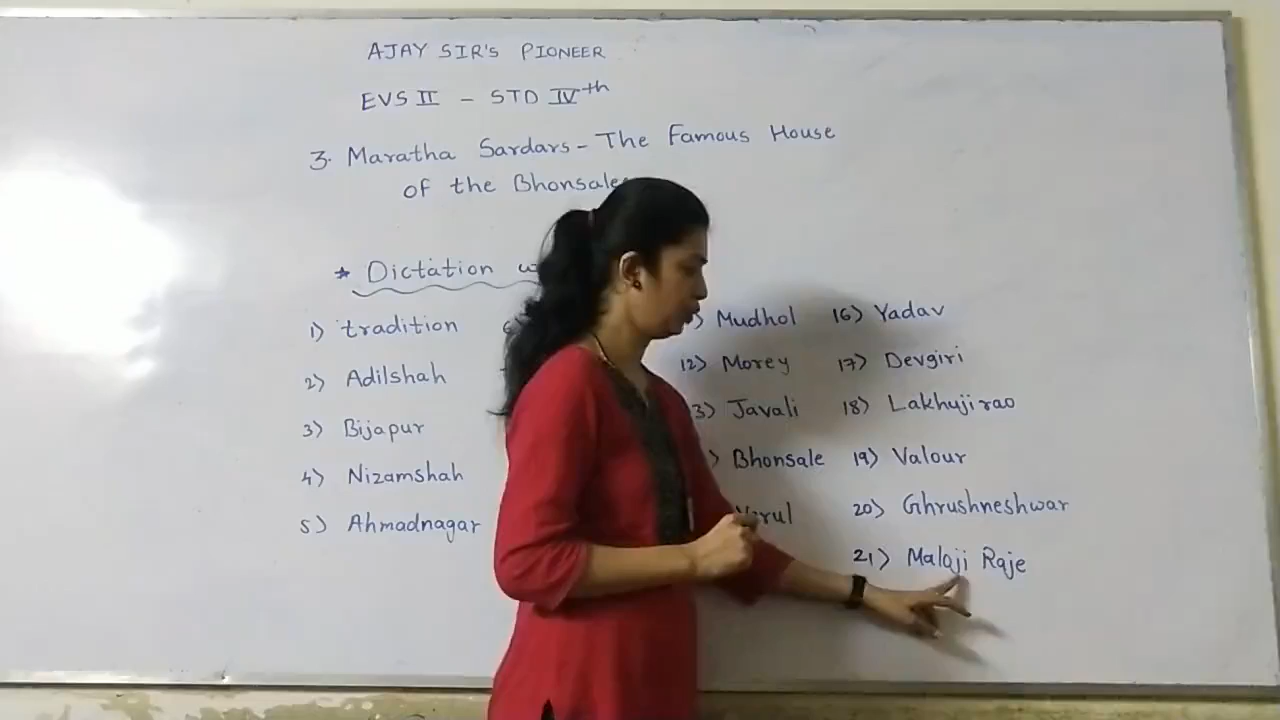 AJAY SIR'S PIONEER
EVS II - STD IVth
3. Maratha Sardars - The Famous House
of the Bhonsale
* Dictation
1) tradition
2) Adilshah
3) Bijapur
4) Nizamshah
5) Ahmadnagar
) Mudhol
12) Morey
3) Javali
) Bhonsale
16) Yadav
17) Devgiri
18) Lakhujirao
19) Valour
20) Ghrushneshwar
21) Maloji Raje